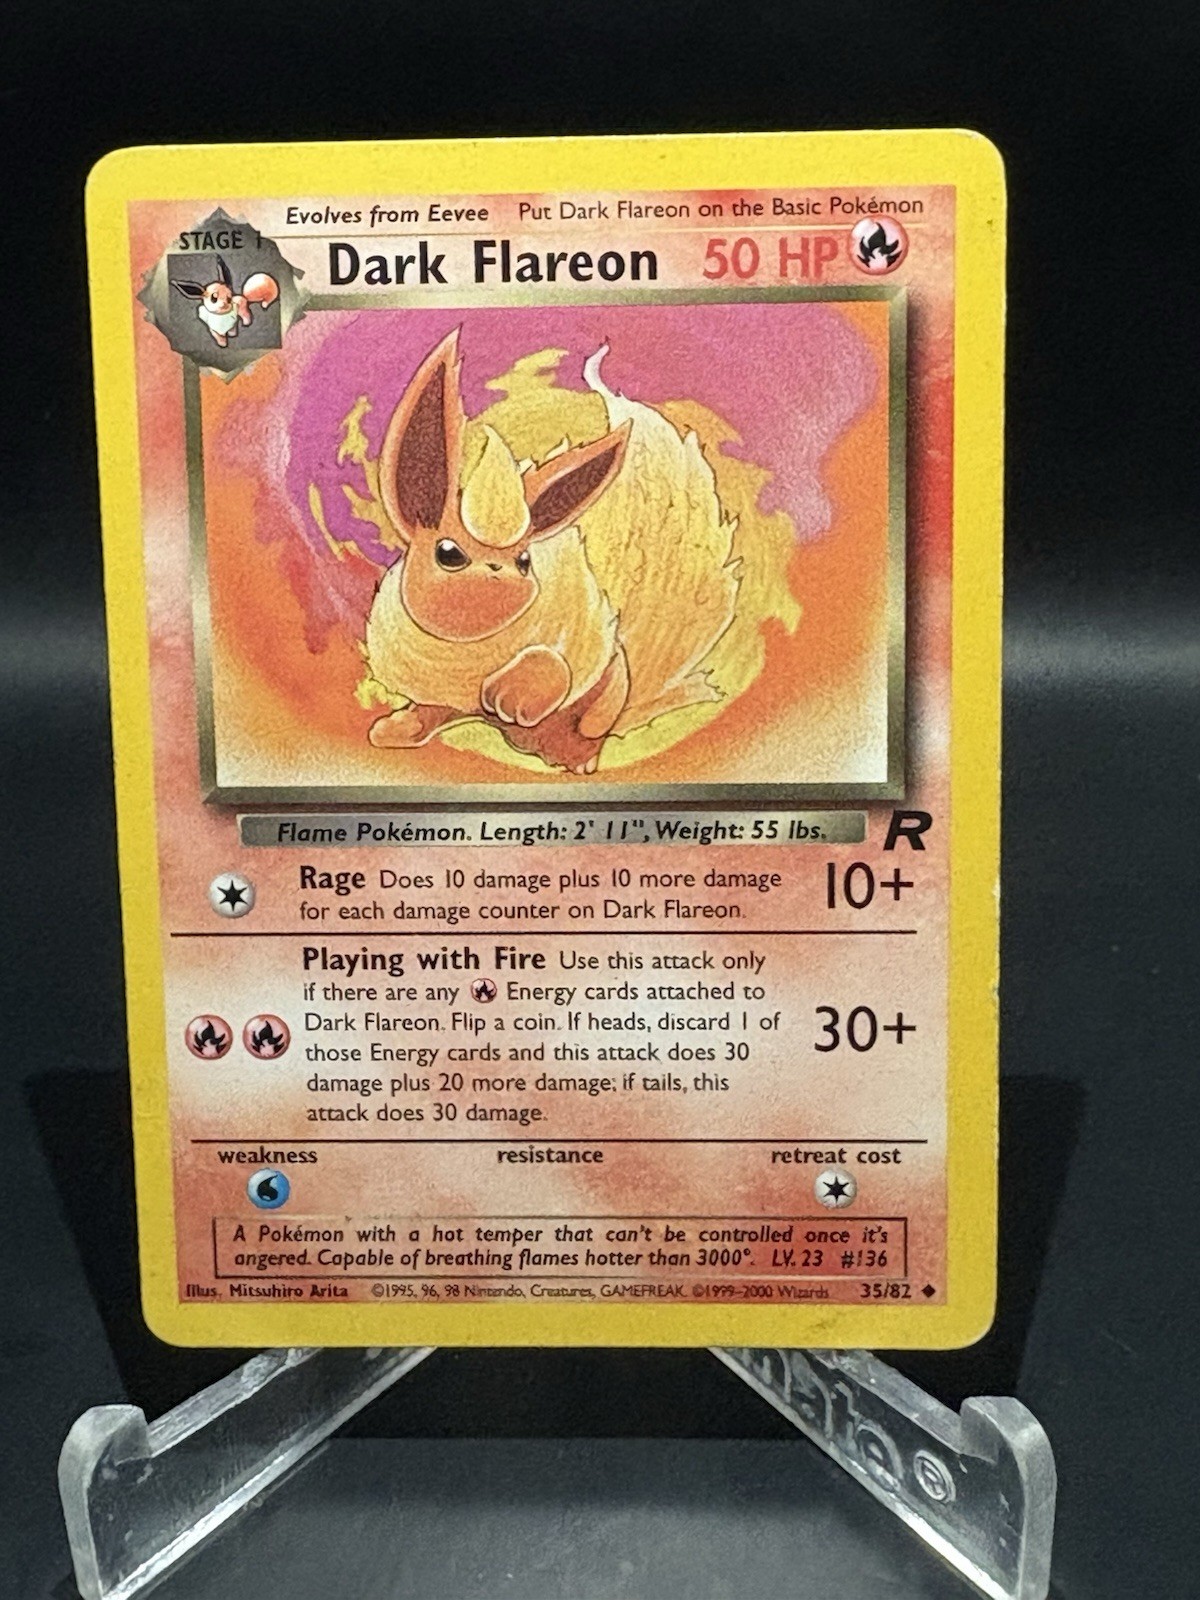 Evolves from Eevee Put Dark Flareon on the Basic Pokémon
STAGE 1
Dark Flareon 50 HP
Flame Pokémon. Length: 2' 11", Weight: 55 lbs.
R
Rage Does 10 damage plus 10 more damage
for each damage counter on Dark Flareon.
10+
Playing with Fire Use this attack only
if there are any Energy cards attached to
Dark Flareon. Flip a coin. If heads, discard 1 of
those Energy cards and this attack does 30
damage plus 20 more damage; if tails, this
attack does 30 damage.
30+
weakness resistance retreat cost
A Pokémon with a hot temper that can't be controlled once it's
angered. Capable of breathing flames hotter than 3000°. LV. 23 #136
Illus. Mitsuhiro Arita ©1995, 96, 98 Nintendo, Creatures, GAMEFREAK. ©1999-2000 Wizards 35/82
®